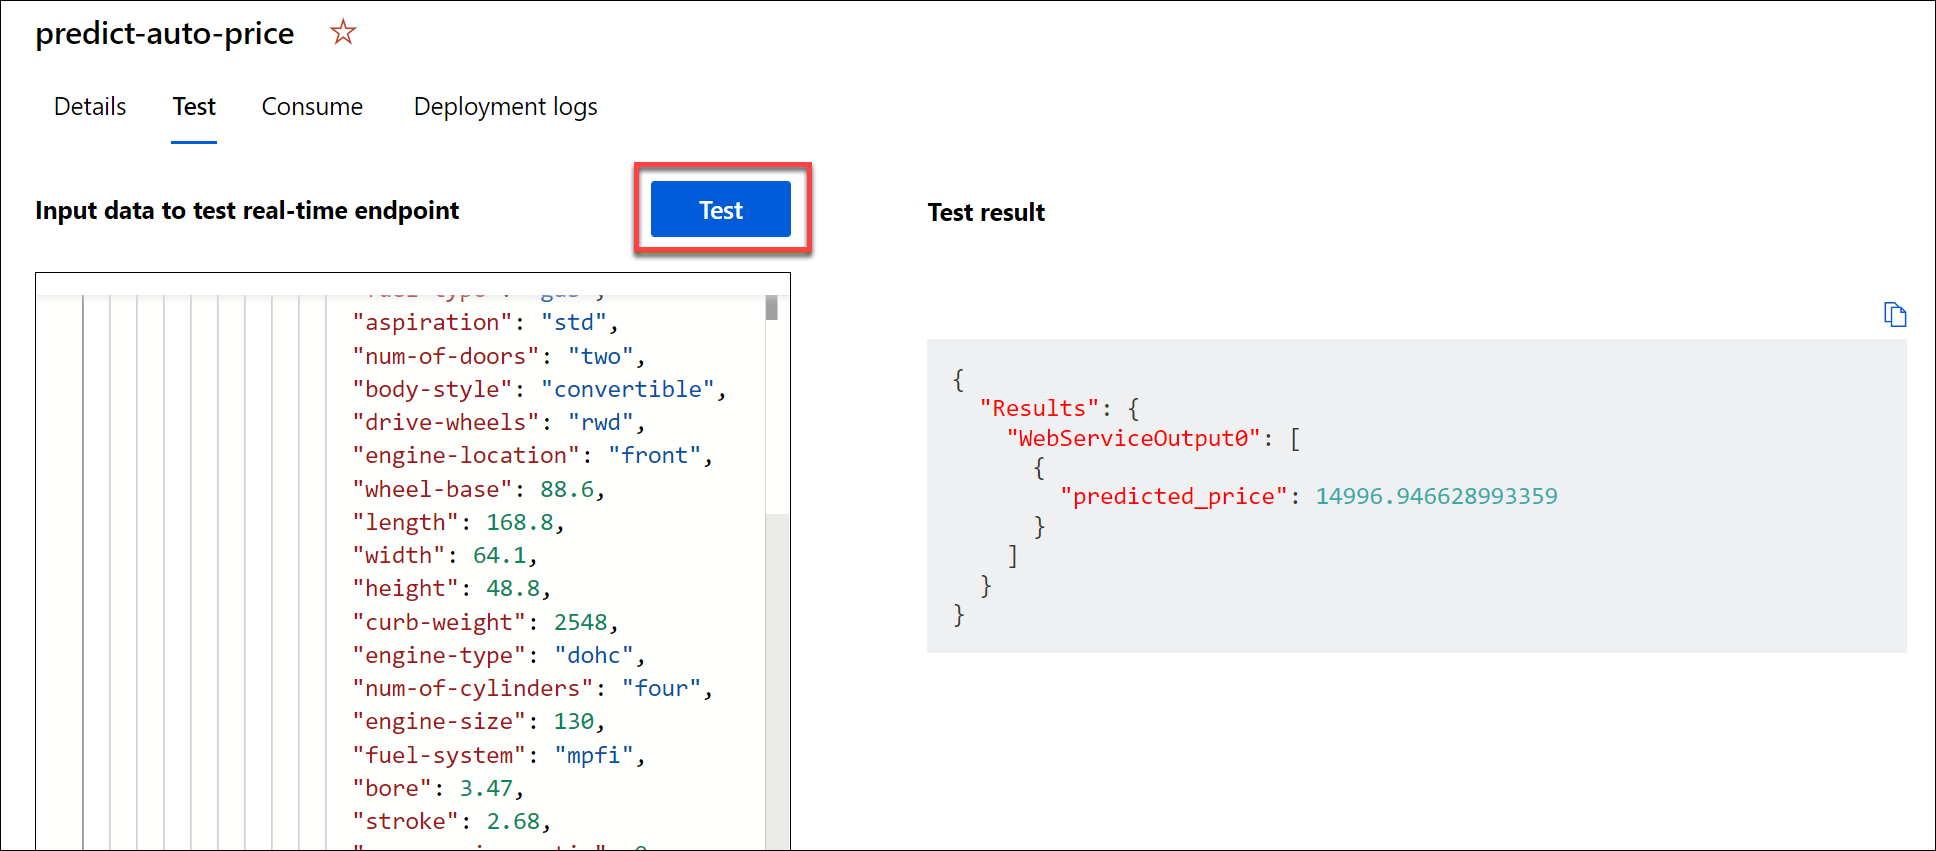 predict-auto-price
Details Test Consume Deployment logs
Input data to test real-time endpoint
Test
"fuel-type": "gas",
"aspiration": "std",
"num-of-doors": "two",
"body-style": "convertible",
"drive-wheels": "rwd",
"engine-location": "front",
"wheel-base": 88.6,
"length": 168.8,
"width": 64.1,
"height": 48.8,
"curb-weight": 2548,
"engine-type": "dohc",
"num-of-cylinders": "four",
"engine-size": 130,
"fuel-system": "mpfi",
"bore": 3.47,
"stroke": 2.68,
Test result
{
"Results": {
"WebServiceOutput0": [
{
"predicted_price": 14996.946628993359
}
]
}
}